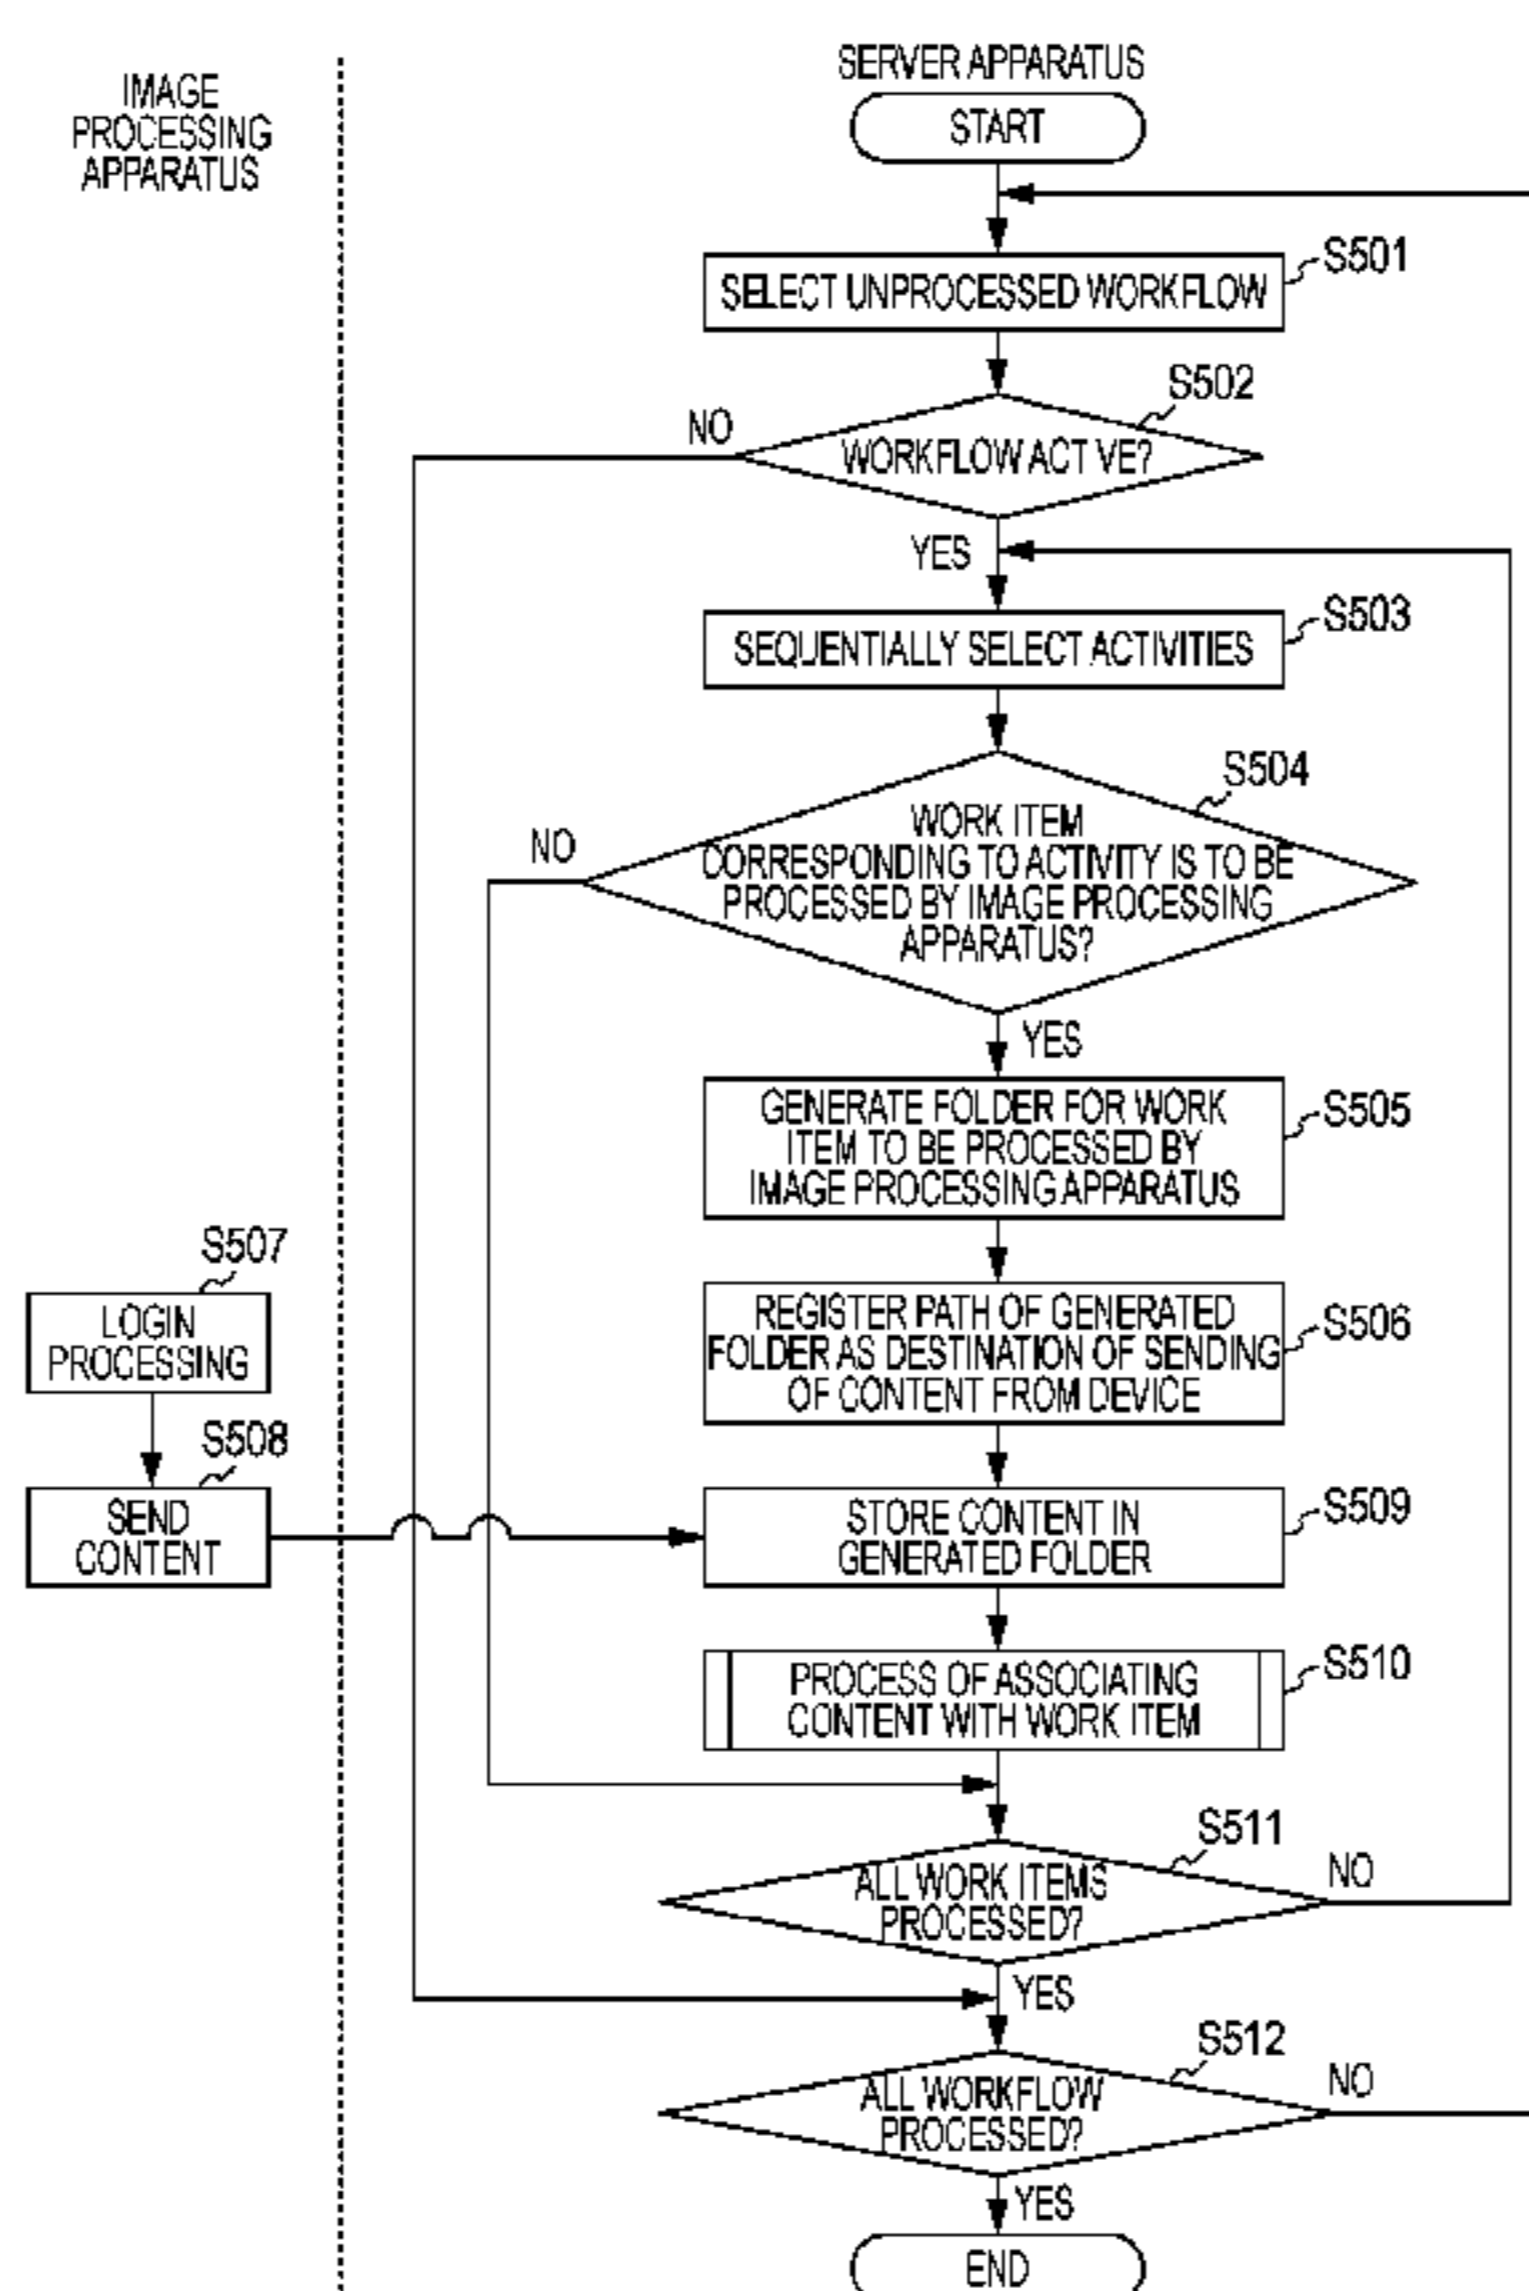 IMAGE
PROCESSING
APPARATUS
SERVER APPARATUS
START
SELECT UNPROCESSED WORKFLOW
S501
S502
NO
WORKFLOW ACT VE?
YES
SEQUENTIALLY SELECT ACTIVITIES
S503
S504
NO
WORK ITEM
CORRESPONDING TO ACTIVITY IS TO BE
PROCESSED BY IMAGE PROCESSING
APPARATUS?
YES
GENERATE FOLDER FOR WORK
ITEM TO BE PROCESSED BY
IMAGE PROCESSING APPARATUS
S505
REGISTER PATH OF GENERATED
FOLDER AS DESTINATION OF SENDING
OF CONTENT FROM DEVICE
S506
S507
LOGIN
PROCESSING
S508
SEND
CONTENT
STORE CONTENT IN
GENERATED FOLDER
S509
PROCESS OF ASSOCIATING
CONTENT WITH WORK ITEM
S510
S511
ALL WORK ITEMS
PROCESSED?
NO
YES
S512
ALL WORKFLOW
PROCESSED?
NO
YES
END